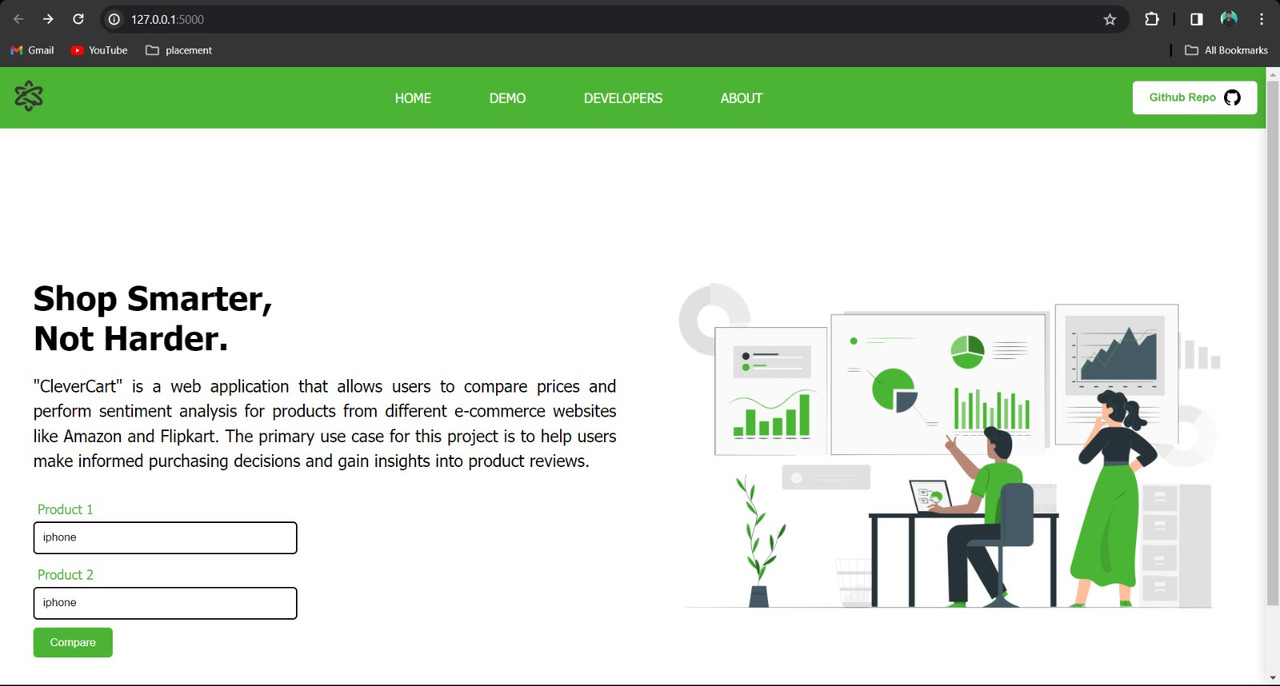 127.0.0.1:5000
Gmail YouTube placement All Bookmarks
HOME DEMO DEVELOPERS ABOUT Github Repo
Shop Smarter,
Not Harder.
"CleverCart" is a web application that allows users to compare prices and
perform sentiment analysis for products from different e-commerce websites
like Amazon and Flipkart. The primary use case for this project is to help users
make informed purchasing decisions and gain insights into product reviews.
Product 1
iphone
Product 2
iphone
Compare